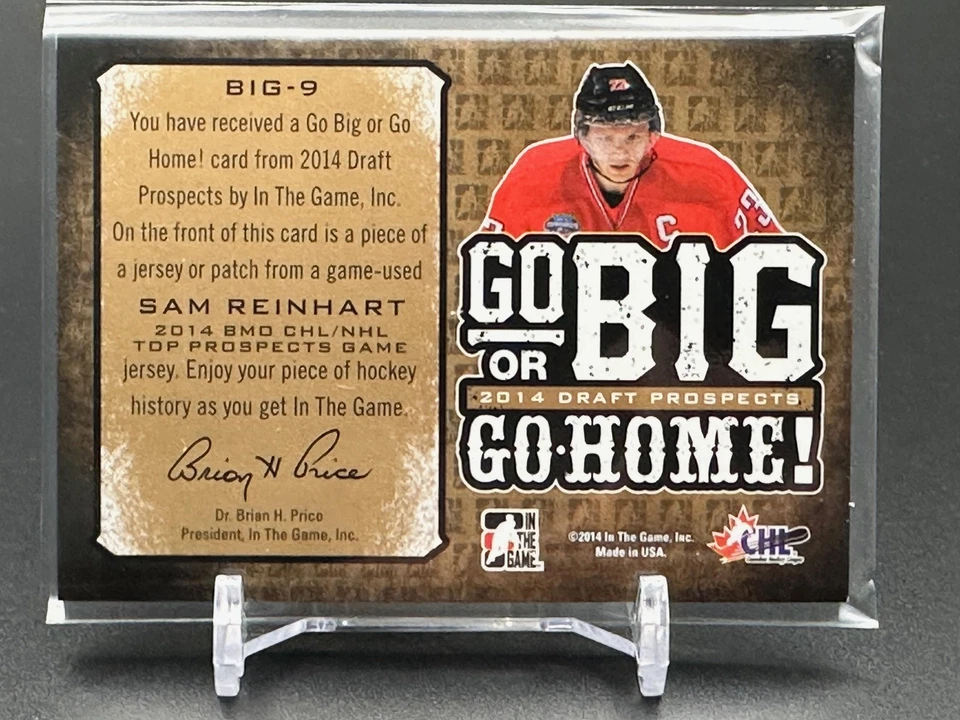 BIG-9
You have received a Go Big or Go
Home! card from 2014 Draft
Prospects by In The Game, Inc.
On the front of this card is a piece of
a jersey or patch from a game-used
SAM REINHART
2014 BMO CHL/NHL
TOP PROSPECTS GAME
jersey. Enjoy your piece of hockey
history as you get In The Game.
Brian H Price
Dr. Brian H. Price
President, In The Game, Inc.
23
C
23
GO
OR
BIG
2014 DRAFT PROSPECTS
GO·HOME!
IN
THE
GAME
©2014 In The Game, Inc.
Made in USA.
CHL